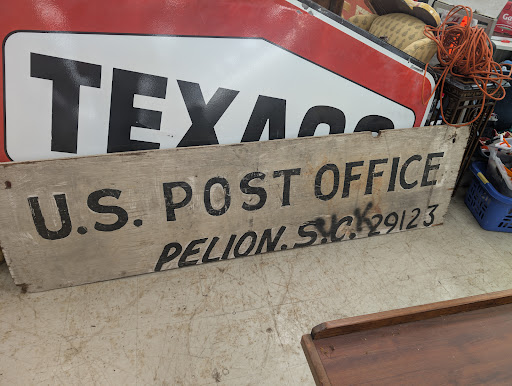 TEXACO
U.S. POST OFFICE
PELION. S.C. 29123